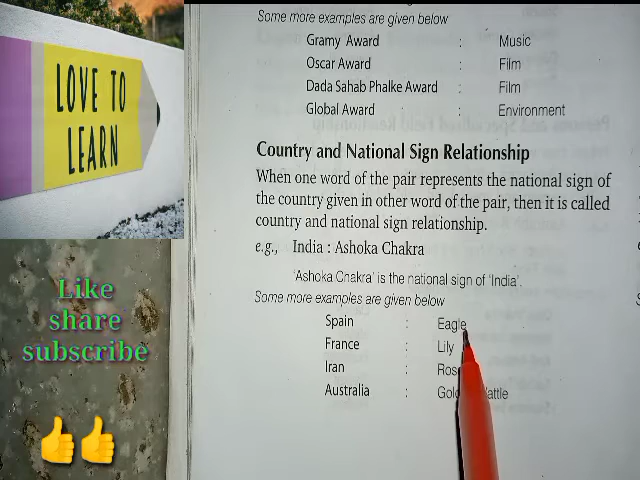 LOVE TO
LEARN
Like
share
subscribe
Some more examples are given below
Gramy Award : Music
Oscar Award : Film
Dada Sahab Phalke Award : Film
Global Award : Environment
Country and National Sign Relationship
When one word of the pair represents the national sign of
the country given in other word of the pair, then it is called
country and national sign relationship.
e.g., India : Ashoka Chakra
'Ashoka Chakra' is the national sign of 'India'.
Some more examples are given below
Spain : Eagle
France : Lily
Iran :
Australia :